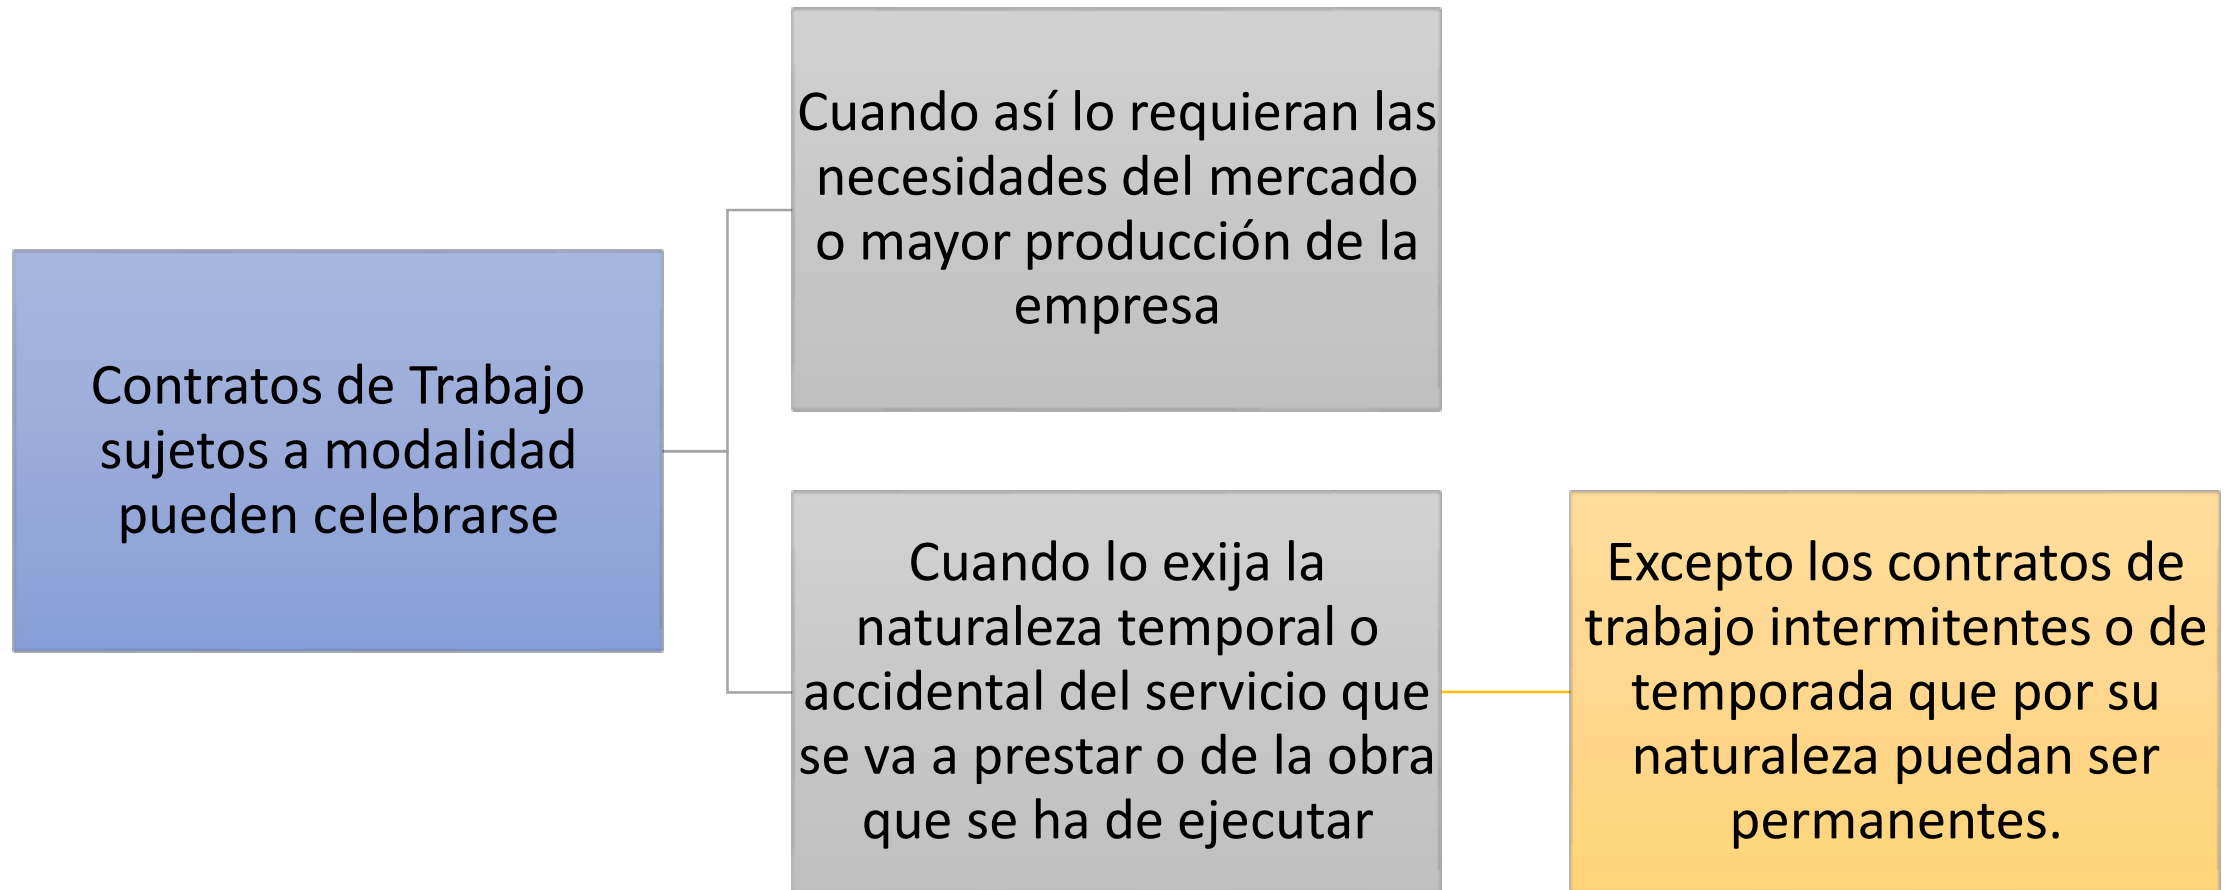 Contratos de Trabajo
sujetos a modalidad
pueden celebrarse
Cuando así lo requieran las
necesidades del mercado
o mayor producción de la
empresa
Cuando lo exija la
naturaleza temporal o
accidental del servicio que
se va a prestar o de la obra
que se ha de ejecutar
Excepto los contratos de
trabajo intermitentes o de
temporada que por su
naturaleza puedan ser
permanentes.